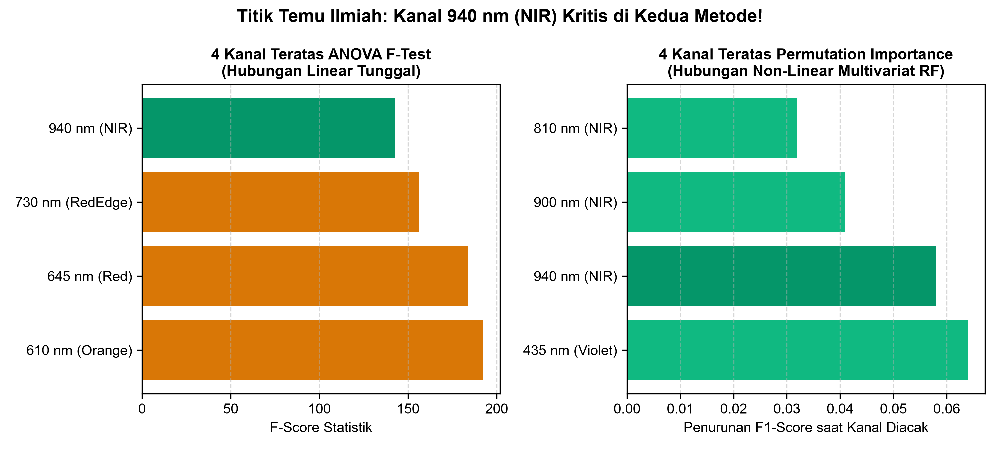 Titik Temu Ilmiah: Kanal 940 nm (NIR) Kritis di Kedua Metode!
4 Kanal Teratas ANOVA F-Test
(Hubungan Linear Tunggal)
940 nm (NIR)
730 nm (RedEdge)
645 nm (Red)
610 nm (Orange)
0 50 100 150 200
F-Score Statistik
4 Kanal Teratas Permutation Importance
(Hubungan Non-Linear Multivariat RF)
810 nm (NIR)
900 nm (NIR)
940 nm (NIR)
435 nm (Violet)
0.00 0.01 0.02 0.03 0.04 0.05 0.06
Penurunan F1-Score saat Kanal Diacak